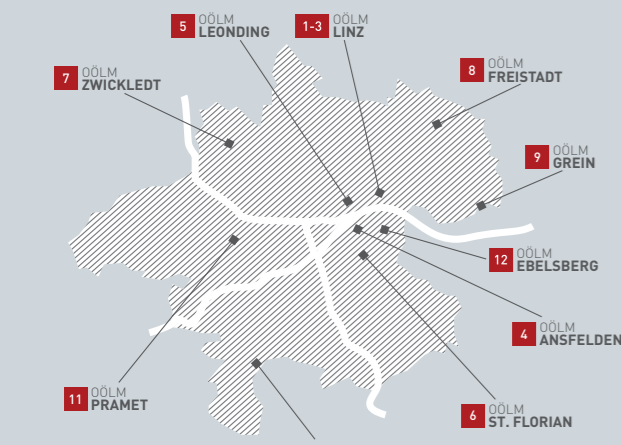 5 OÖLM
LEONDING
1-3 OÖLM
LINZ
7 OÖLM
ZWICKLEDT
8 OÖLM
FREISTADT
9 OÖLM
GREIN
12 OÖLM
EBELSBERG
4 OÖLM
ANSFELDEN
11 OÖLM
PRAMET
6 OÖLM
ST. FLORIAN